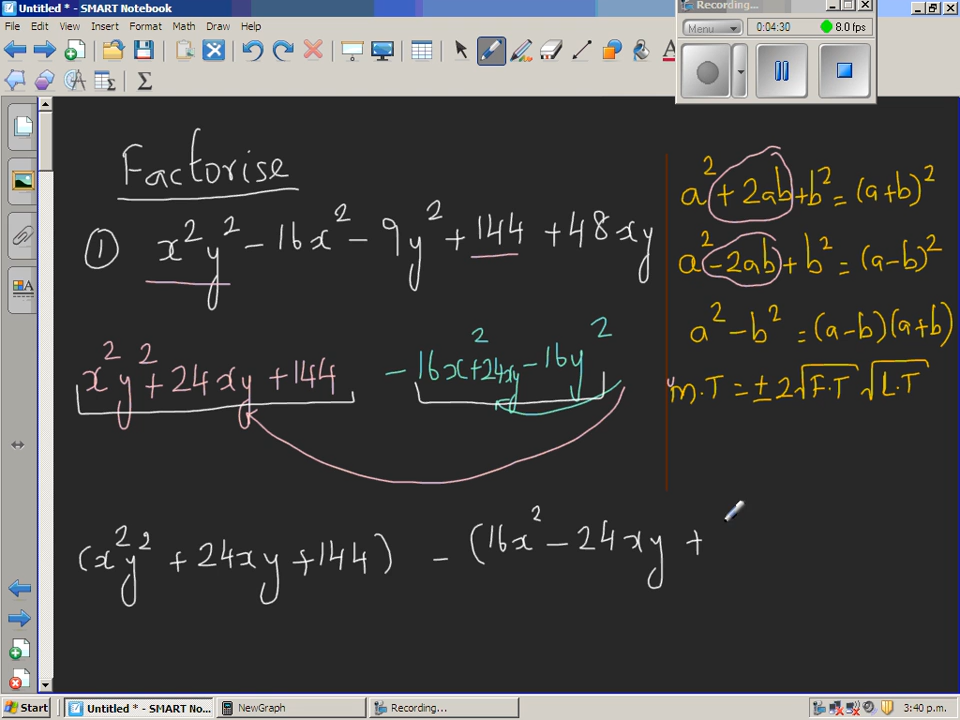 Untitled * - SMART Notebook
Recording...
File Edit View Insert Format Math Draw Help
Menu 0:04:30 8.0 fps
Factorise
① x²y² - 16x² - 9y² + 144 + 48xy
x²y² + 24xy + 144 - 16x² + 24xy - 16y²
(x²y² + 24xy + 144) - (16x² - 24xy +
a² + 2ab + b² = (a+b)²
a² - 2ab + b² = (a-b)²
a² - b² = (a-b)(a+b)
m.T = ±2√F.T √L.T
Start Untitled * - SMART No... NewGraph Recording... 3:40 p.m.